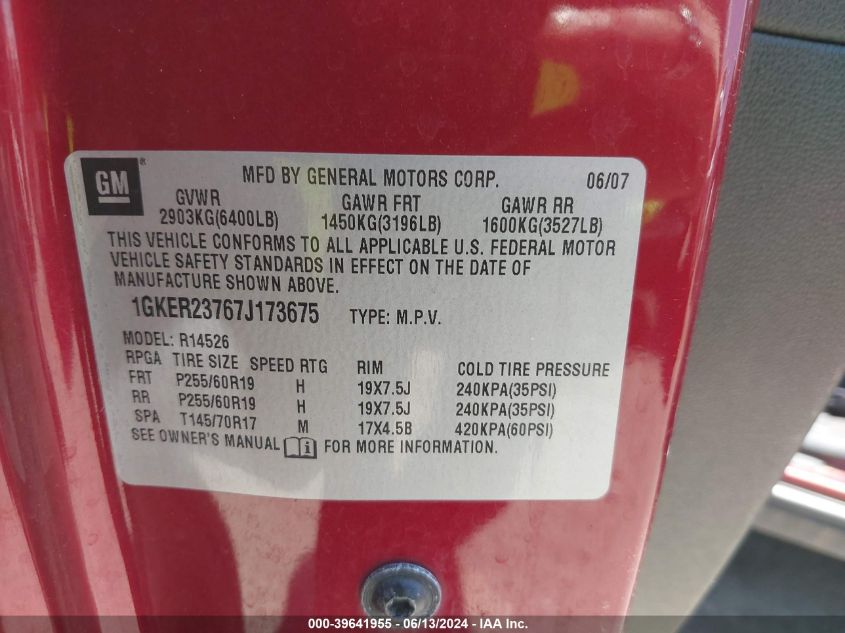 GM ®
MFD BY GENERAL MOTORS CORP. 06/07
GVWR GAWR FRT GAWR RR
2903KG(6400LB) 1450KG(3196LB) 1600KG(3527LB)
THIS VEHICLE CONFORMS TO ALL APPLICABLE U.S. FEDERAL MOTOR
VEHICLE SAFETY STANDARDS IN EFFECT ON THE DATE OF
MANUFACTURE SHOWN ABOVE.
1GKER23767J173675 TYPE: M.P.V.
MODEL: R14526
RPGA TIRE SIZE SPEED RTG RIM COLD TIRE PRESSURE
FRT P255/60R19 H 19X7.5J 240KPA(35PSI)
RR P255/60R19 H 19X7.5J 240KPA(35PSI)
SPA T145/70R17 M 17X4.5B 420KPA(60PSI)
SEE OWNER'S MANUAL i FOR MORE INFORMATION.
000-39641955 - 06/13/2024 - IAA Inc.